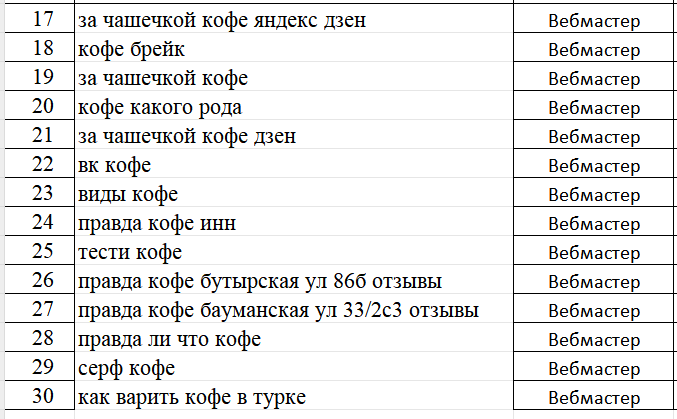 17 за чашечкой кофе яндекс дзен Вебмастер
18 кофе брейк Вебмастер
19 за чашечкой кофе Вебмастер
20 кофе какого рода Вебмастер
21 за чашечкой кофе дзен Вебмастер
22 вк кофе Вебмастер
23 виды кофе Вебмастер
24 правда кофе инн Вебмастер
25 тести кофе Вебмастер
26 правда кофе бутырская ул 86б отзывы Вебмастер
27 правда кофе бауманская ул 33/2с3 отзывы Вебмастер
28 правда ли что кофе Вебмастер
29 серф кофе Вебмастер
30 как варить кофе в турке Вебмастер